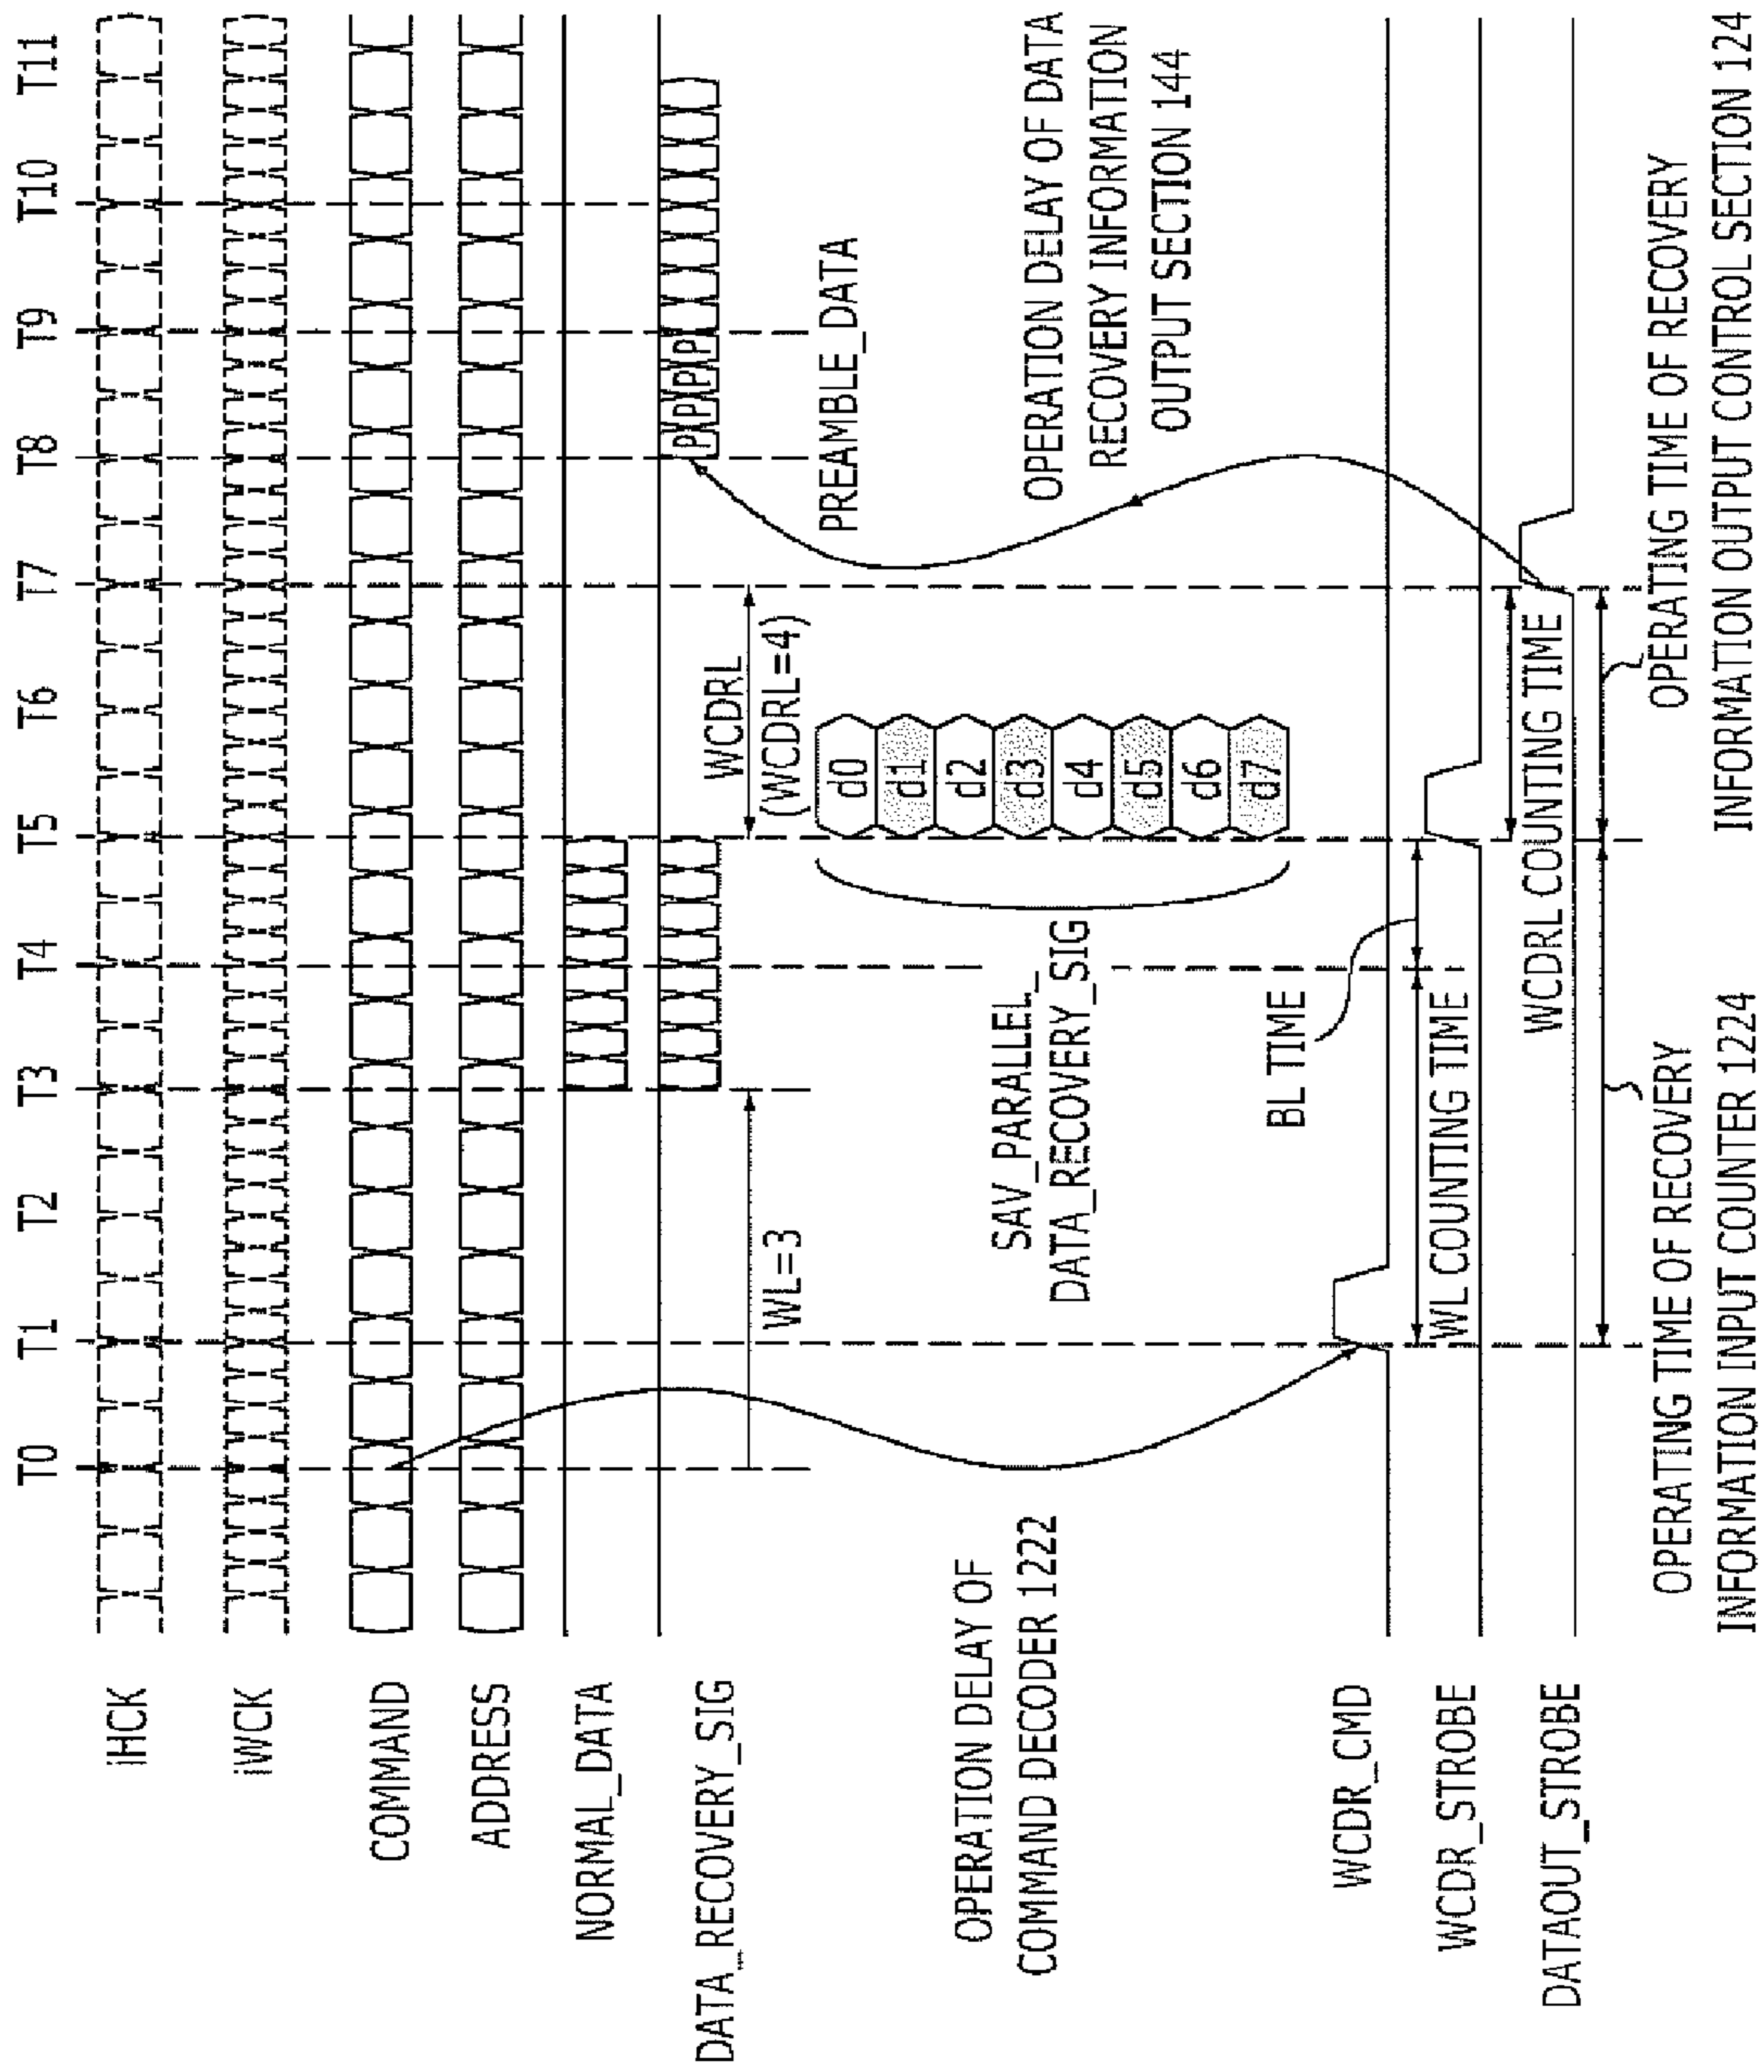 T0 T1 T2 T3 T4 T5 T6 T7 T8 T9 T10 T11
iHCK
iWCK
COMMAND
ADDRESS
NORMAL_DATA
DATA_RECOVERY_SIG
P P P P
WL=3
WCDRL
(WCDRL=4)
PREAMBLE_DATA
d0
d1
d2
d3
d4
d5
d6
d7
SAV_PARALLEL_
DATA_RECOVERY_SIG
OPERATION DELAY OF
COMMAND DECODER 1222
OPERATION DELAY OF DATA
RECOVERY INFORMATION
OUTPUT SECTION 144
BL TIME
WCDR_CMD
WL COUNTING TIME
WCDR_STROBE
WCDRL COUNTING TIME
DATAOUT_STROBE
OPERATING TIME OF RECOVERY
INFORMATION INPUT COUNTER 1224
OPERATING TIME OF RECOVERY
INFORMATION OUTPUT CONTROL SECTION 124